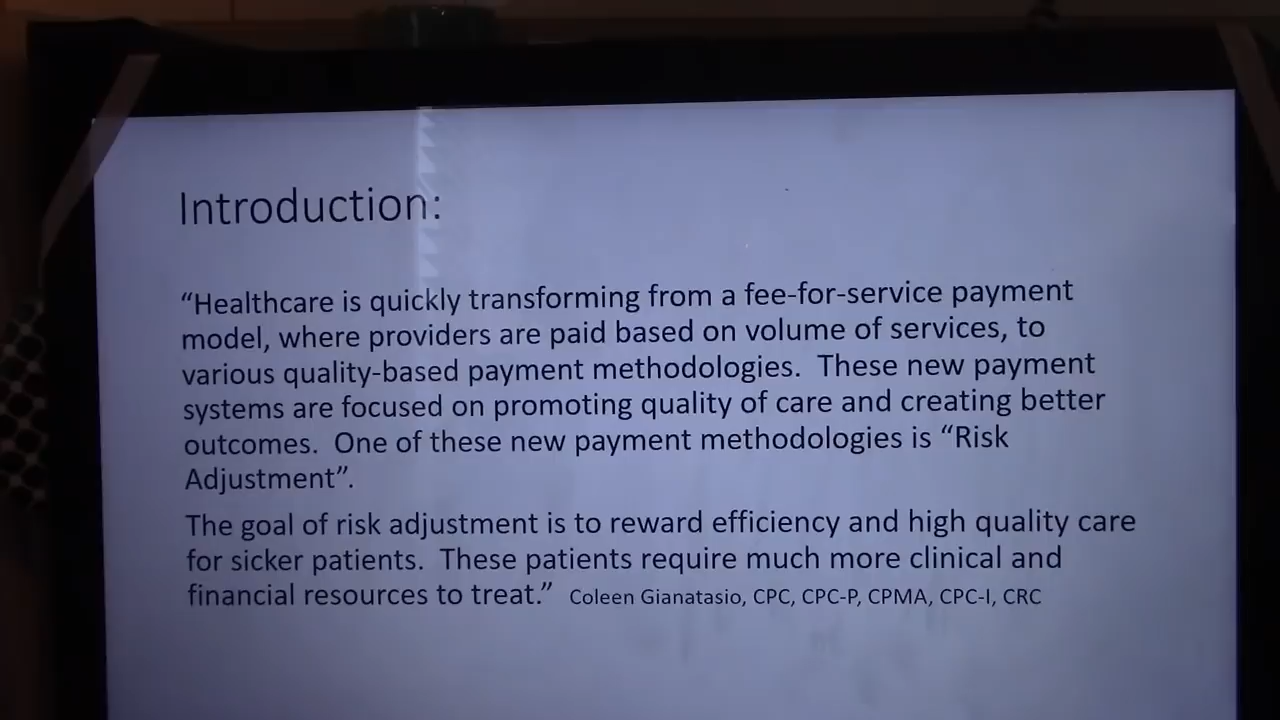 Introduction:
“Healthcare is quickly transforming from a fee-for-service payment
model, where providers are paid based on volume of services, to
various quality-based payment methodologies.  These new payment
systems are focused on promoting quality of care and creating better
outcomes.  One of these new payment methodologies is “Risk
Adjustment”.
The goal of risk adjustment is to reward efficiency and high quality care
for sicker patients.  These patients require much more clinical and
financial resources to treat.”  Coleen Gianatasio, CPC, CPC-P, CPMA, CPC-I, CRC